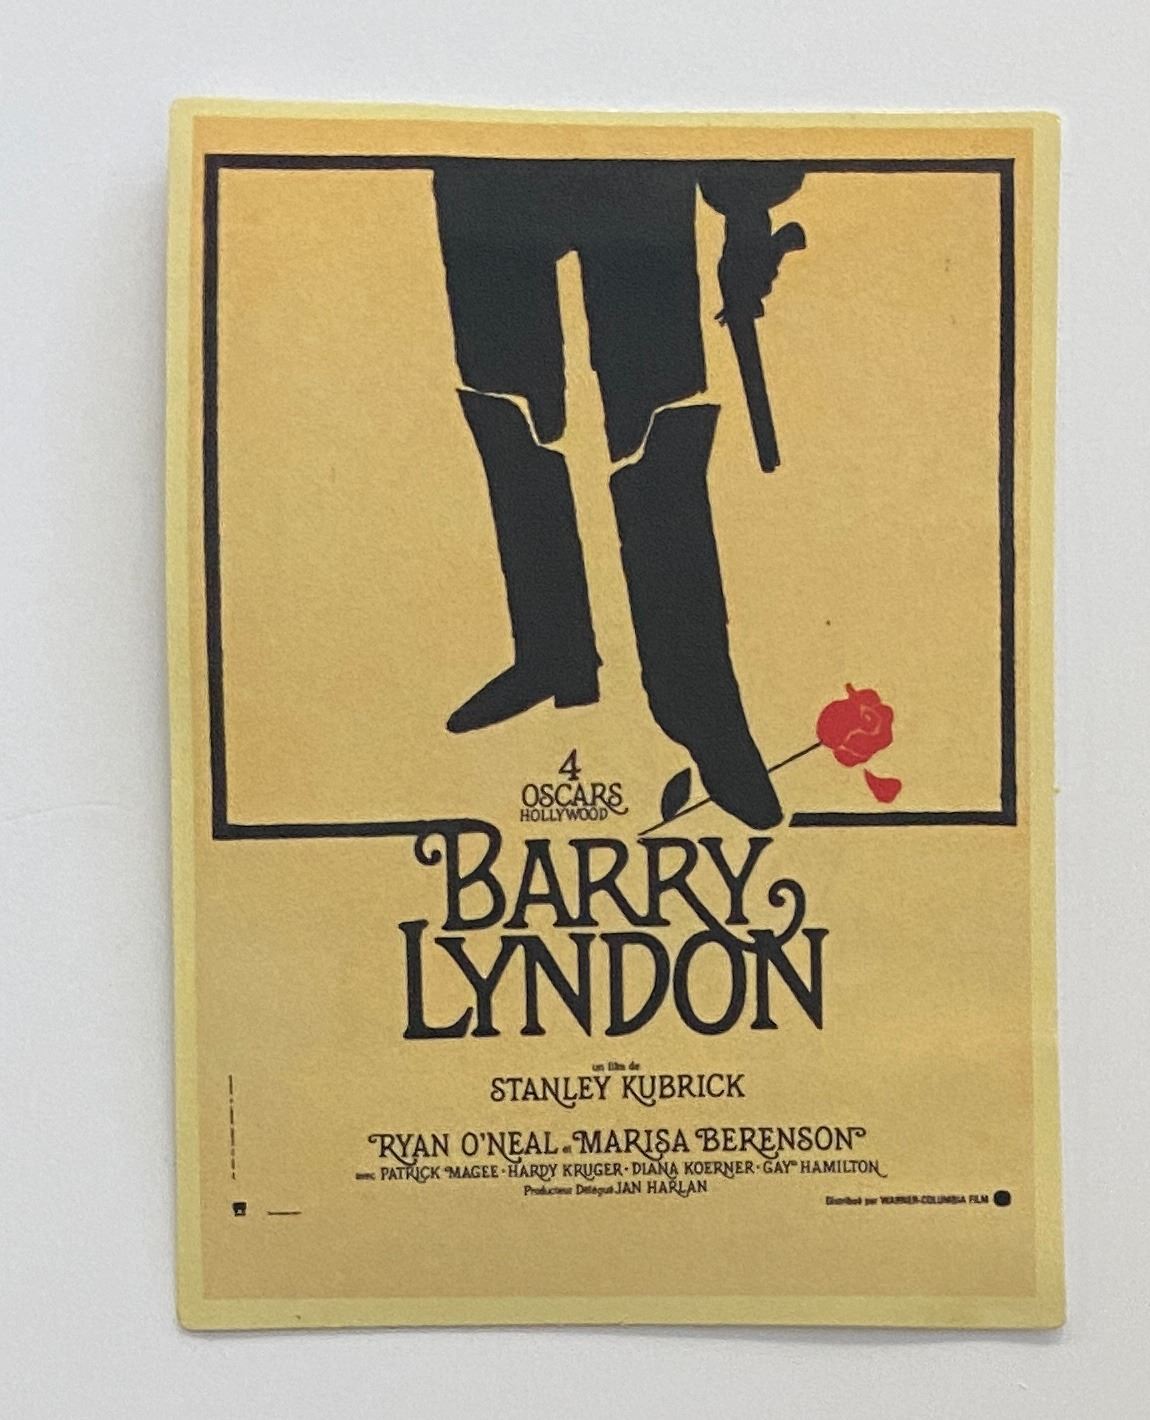 4
OSCARS
HOLLYWOOD
BARRY
LYNDON
un film de
STANLEY KUBRICK
RYAN O'NEAL et MARISA BERENSON
avec PATRICK MAGEE · HARDY KRUGER · DIANA KOERNER · GAY HAMILTON
Producteur Délégué JAN HARLAN
Distribué par WARNER-COLUMBIA FILM